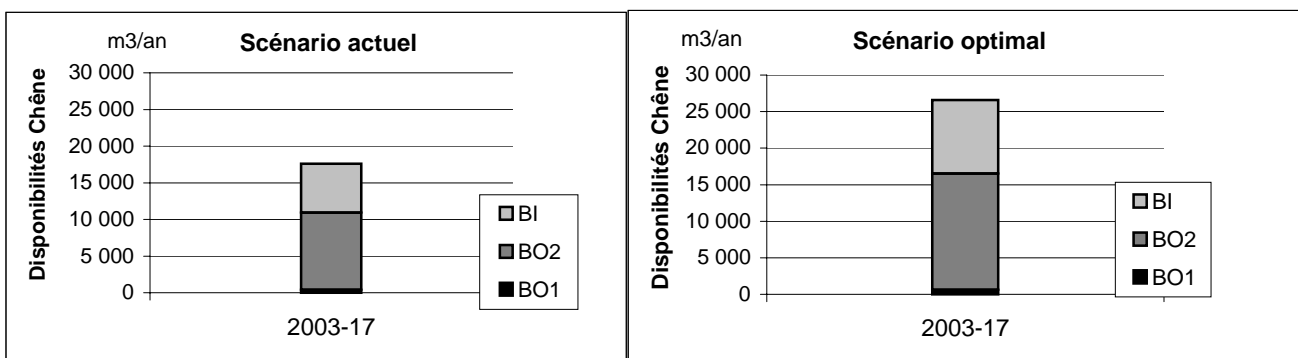 m3/an
Scénario actuel
Disponibilités Chêne
30 000
25 000
20 000
15 000
10 000
5 000
0
2003-17
BI
BO2
BO1
m3/an
Scénario optimal
Disponibilités Chêne
30 000
25 000
20 000
15 000
10 000
5 000
0
2003-17
BI
BO2
BO1